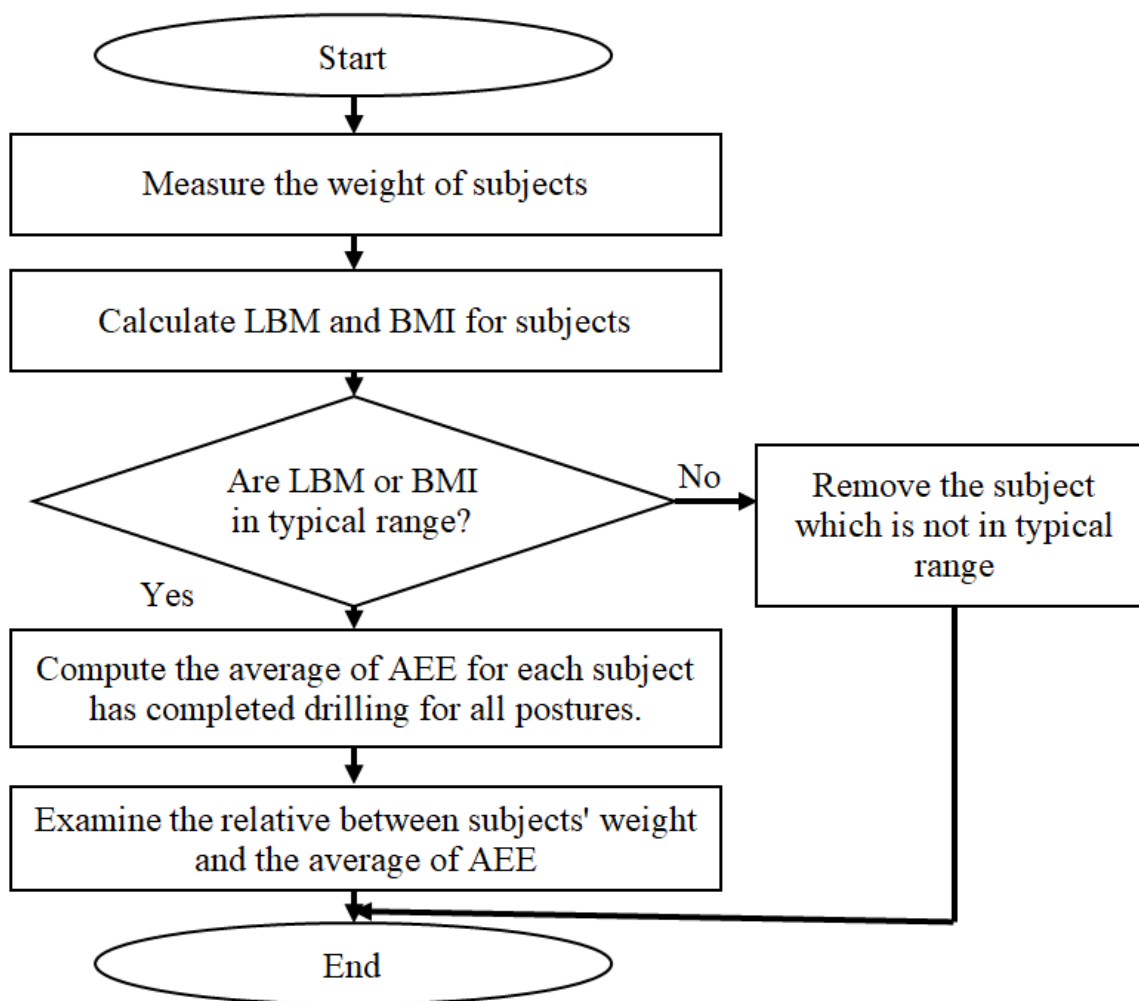 Start
Measure the weight of subjects
Calculate LBM and BMI for subjects
Are LBM or BMI
in typical range?
No
Remove the subject
which is not in typical
range
Yes
Compute the average of AEE for each subject
has completed drilling for all postures.
Examine the relative between subjects' weight
and the average of AEE
End